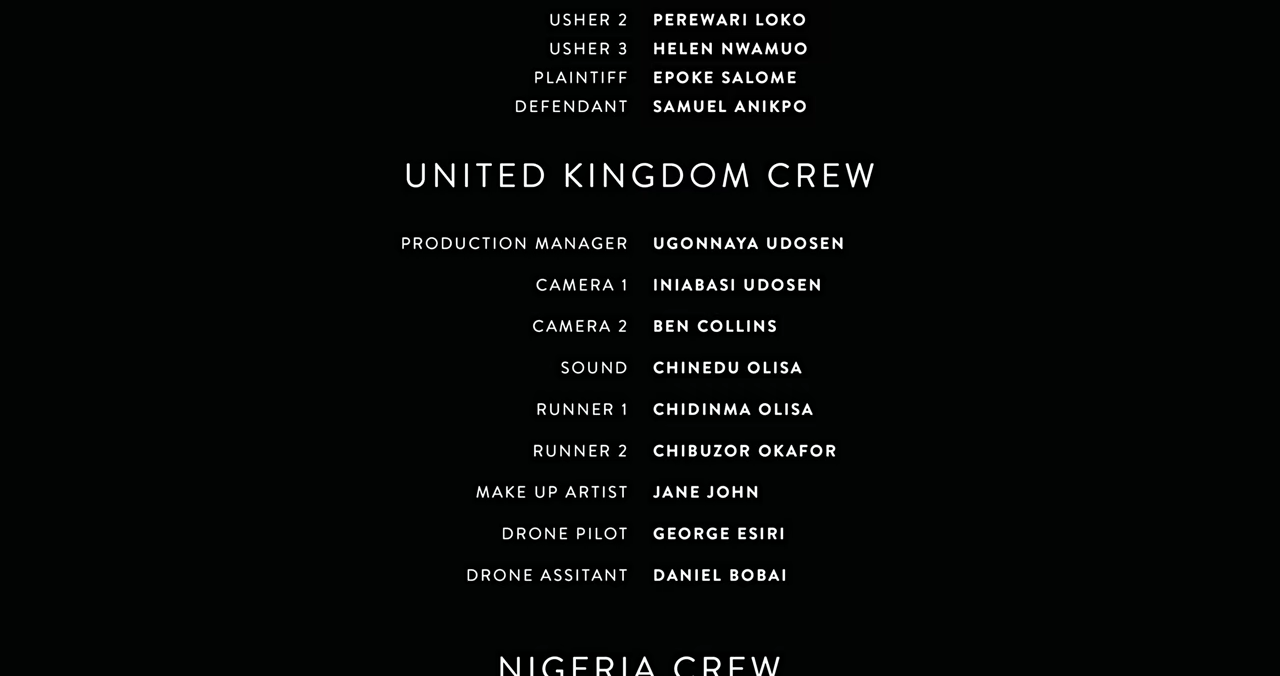 USHER 2 PEREWARI LOKO
USHER 3 HELEN NWAMUO
PLAINTIFF EPOKE SALOME
DEFENDANT SAMUEL ANIKPO
UNITED KINGDOM CREW
PRODUCTION MANAGER UGONNAYA UDOSEN
CAMERA 1 INIABASI UDOSEN
CAMERA 2 BEN COLLINS
SOUND CHINEDU OLISA
RUNNER 1 CHIDINMA OLISA
RUNNER 2 CHIBUZOR OKAFOR
MAKE UP ARTIST JANE JOHN
DRONE PILOT GEORGE ESIRI
DRONE ASSITANT DANIEL BOBAI
NIGERIA CREW